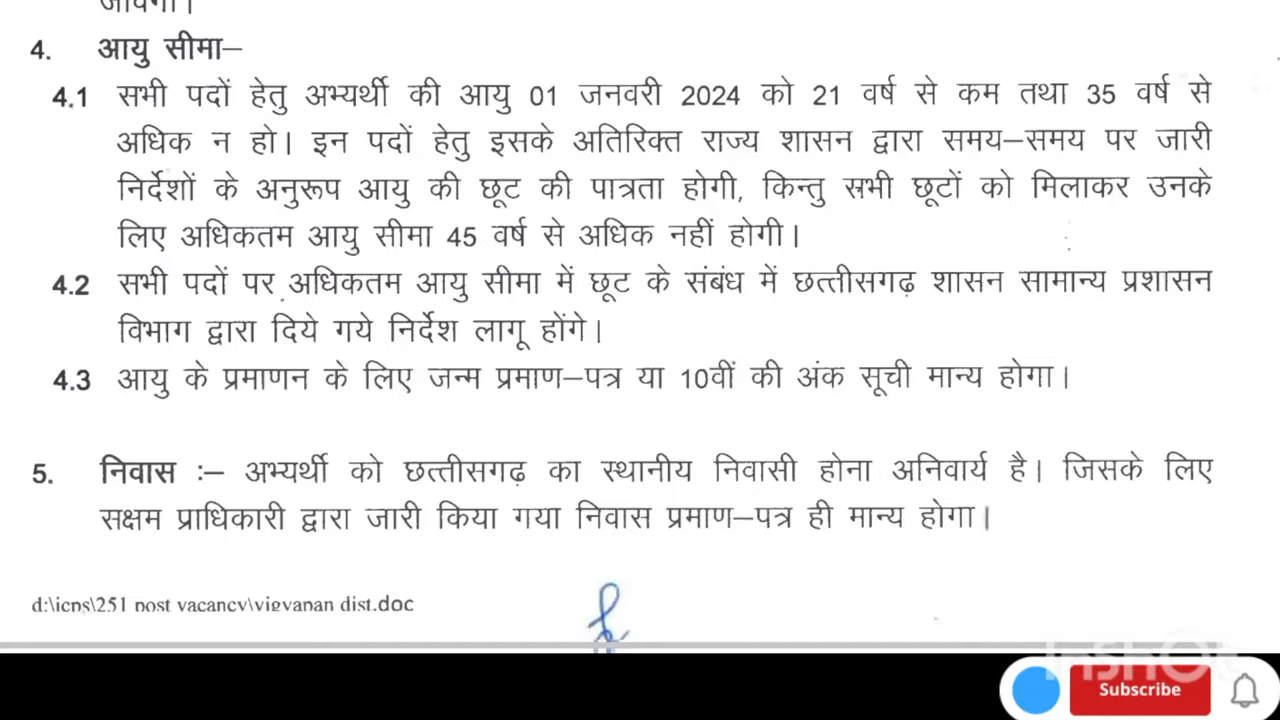 जावेगा।
4. आयु सीमा–
4.1 सभी पदों हेतु अभ्यर्थी की आयु 01 जनवरी 2024 को 21 वर्ष से कम तथा 35 वर्ष से
अधिक न हो। इन पदों हेतु इसके अतिरिक्त राज्य शासन द्वारा समय–समय पर जारी
निर्देशों के अनुरूप आयु की छूट की पात्रता होगी, किन्तु सभी छूटों को मिलाकर उनके
लिए अधिकतम आयु सीमा 45 वर्ष से अधिक नहीं होगी।
4.2 सभी पदों पर अधिकतम आयु सीमा में छूट के संबंध में छत्तीसगढ़ शासन सामान्य प्रशासन
विभाग द्वारा दिये गये निर्देश लागू होंगे।
4.3 आयु के प्रमाणन के लिए जन्म प्रमाण–पत्र या 10वीं की अंक सूची मान्य होगा।
5. निवास :– अभ्यर्थी को छत्तीसगढ़ का स्थानीय निवासी होना अनिवार्य है। जिसके लिए
सक्षम प्राधिकारी द्वारा जारी किया गया निवास प्रमाण–पत्र ही मान्य होगा।
d:\icps\251 post vacancy\vigyapan dist.doc
InShOt
Subscribe